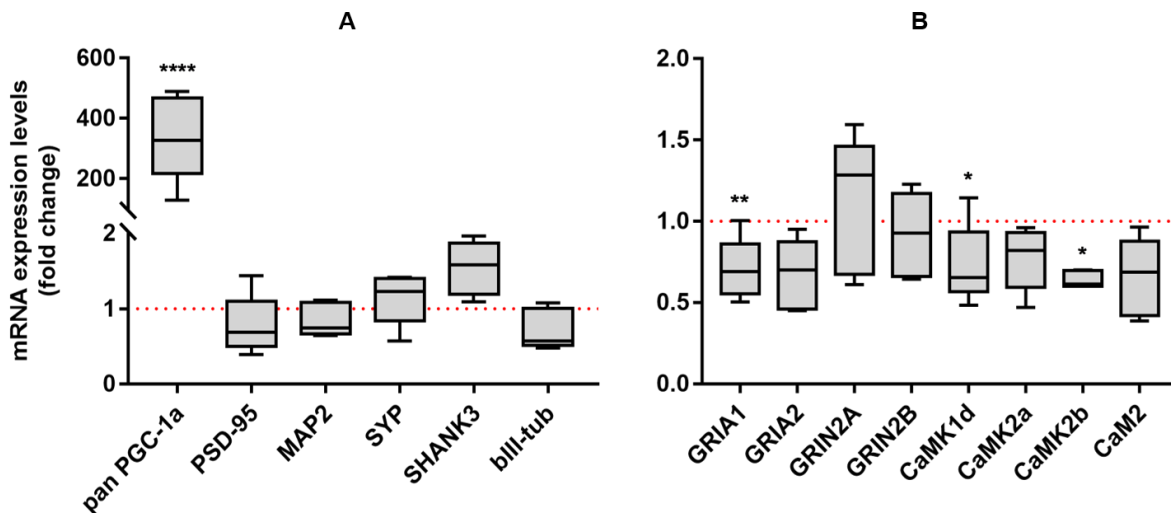 A
B
mRNA expression levels
(fold change)
600
400
200
2
1
0
****
pan PGC-1a
PSD-95
MAP2
SYP
SHANK3
bIII-tub
2.0
1.5
1.0
0.5
0.0
**
*
*
GRIA1
GRIA2
GRIN2A
GRIN2B
CaMK1d
CaMK2a
CaMK2b
CaM2